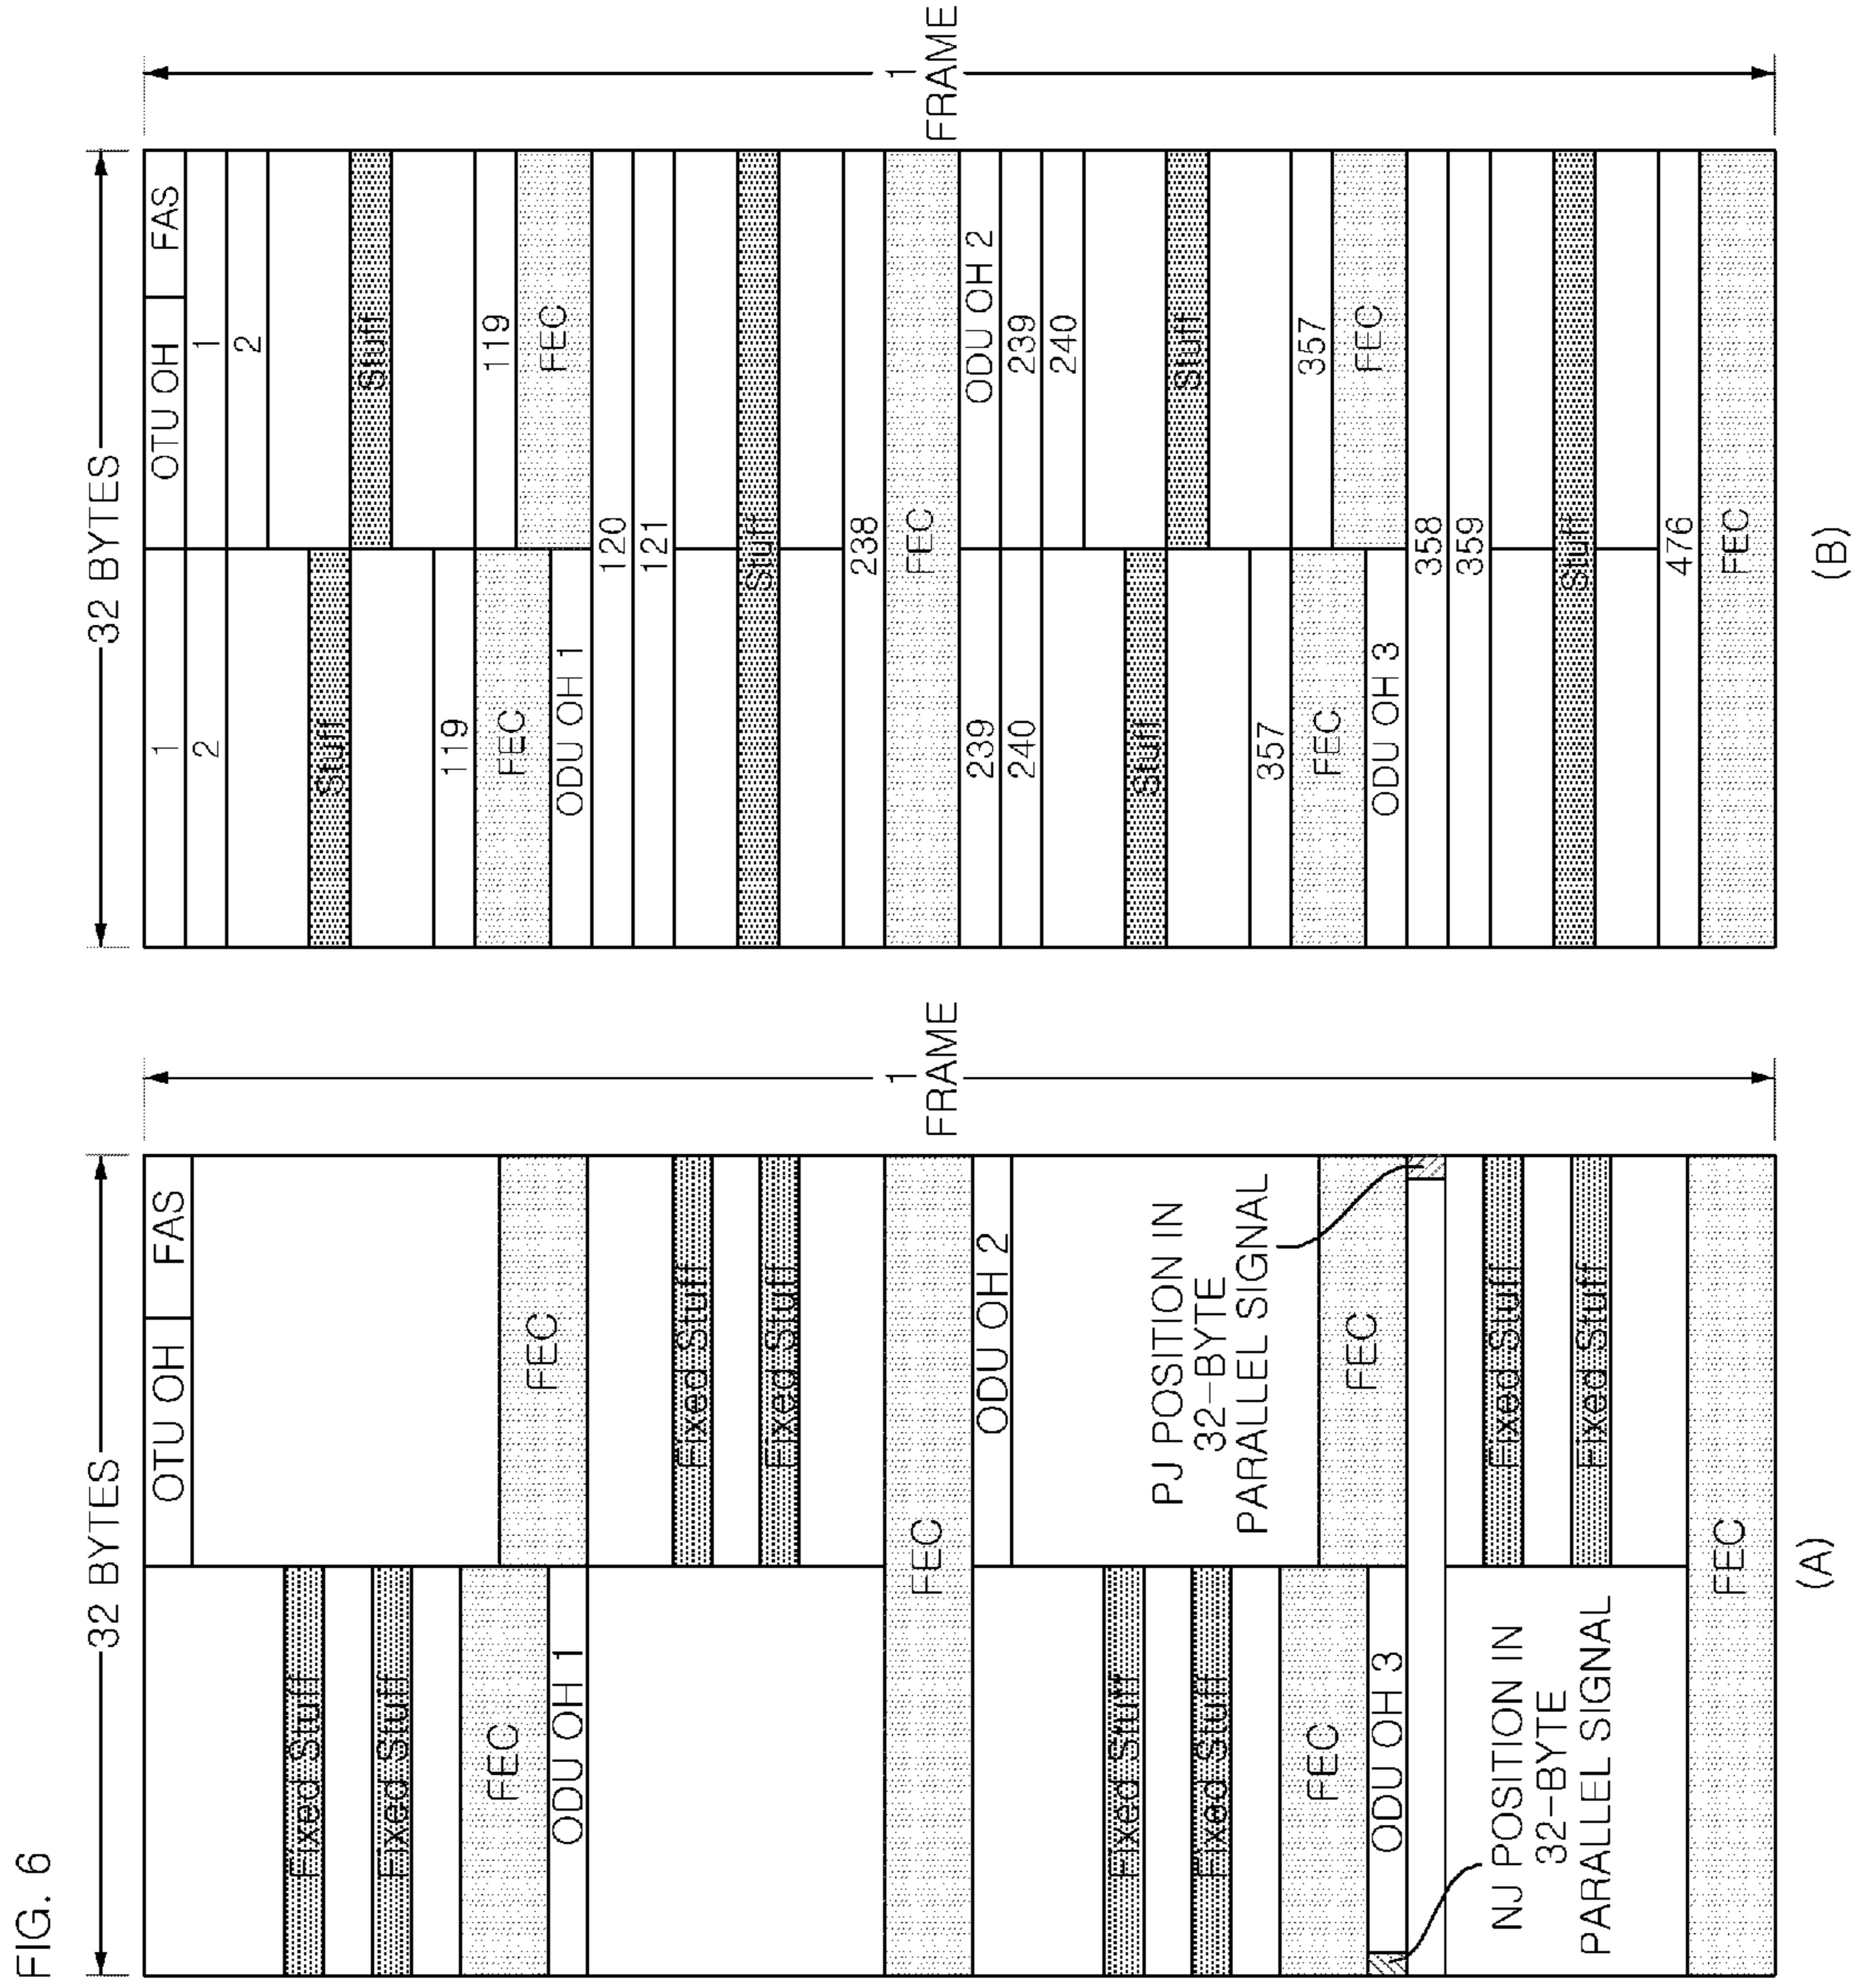 FIG. 6
32 BYTES
OTU OH FAS
Fixed Stuff
Fixed Stuff
FEC
FEC
ODU OH 1
Fixed Stuff
Fixed Stuff
FEC
ODU OH 2
Fixed Stuff
Fixed Stuff
FEC
FEC
ODU OH 3
PJ POSITION IN
32-BYTE
PARALLEL SIGNAL
NJ POSITION IN
32-BYTE
PARALLEL SIGNAL
Fixed Stuff
Fixed Stuff
FEC
1
FRAME
(A)
32 BYTES
1 OTU OH FAS
2 1
2
Stuff
Stuff
119
119
FEC
FEC
ODU OH 1
120
121
Stuff
238
FEC
239 ODU OH 2
240 239
240
Stuff
Stuff
357
357
FEC
FEC
ODU OH 3
358
359
Stuff
476
FEC
1
FRAME
(B)